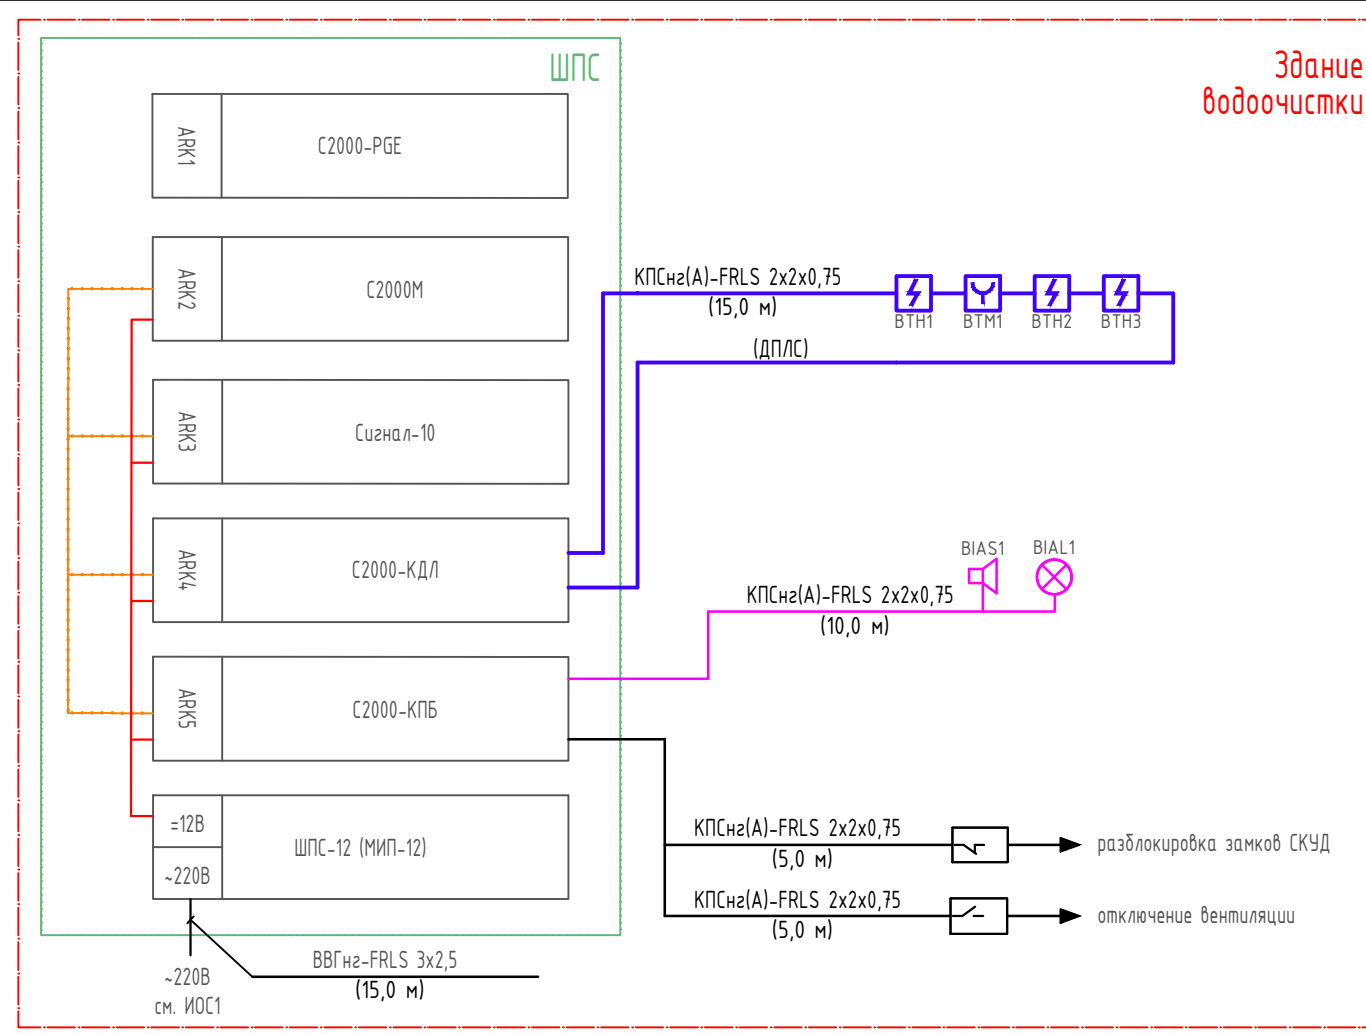 ШПС
Здание
водоочистки
ARK1
С2000-PGE
ARK2
С2000М
КПСнг(А)-FRLS 2х2х0,75
(15,0 м)
BTH1
BTM1
BTH2
BTH3
(ДПЛС)
ARK3
Сигнал-10
ARK4
С2000-КДЛ
BIAS1
BIAL1
КПСнг(А)-FRLS 2х2х0,75
(10,0 м)
ARK5
С2000-КПБ
=12В
~220В
ШПС-12 (МИП-12)
КПСнг(А)-FRLS 2х2х0,75
(5,0 м)
разблокировка замков СКУД
КПСнг(А)-FRLS 2х2х0,75
(5,0 м)
отключение вентиляции
~220В
см. ИОС1
ВВГнг-FRLS 3х2,5
(15,0 м)